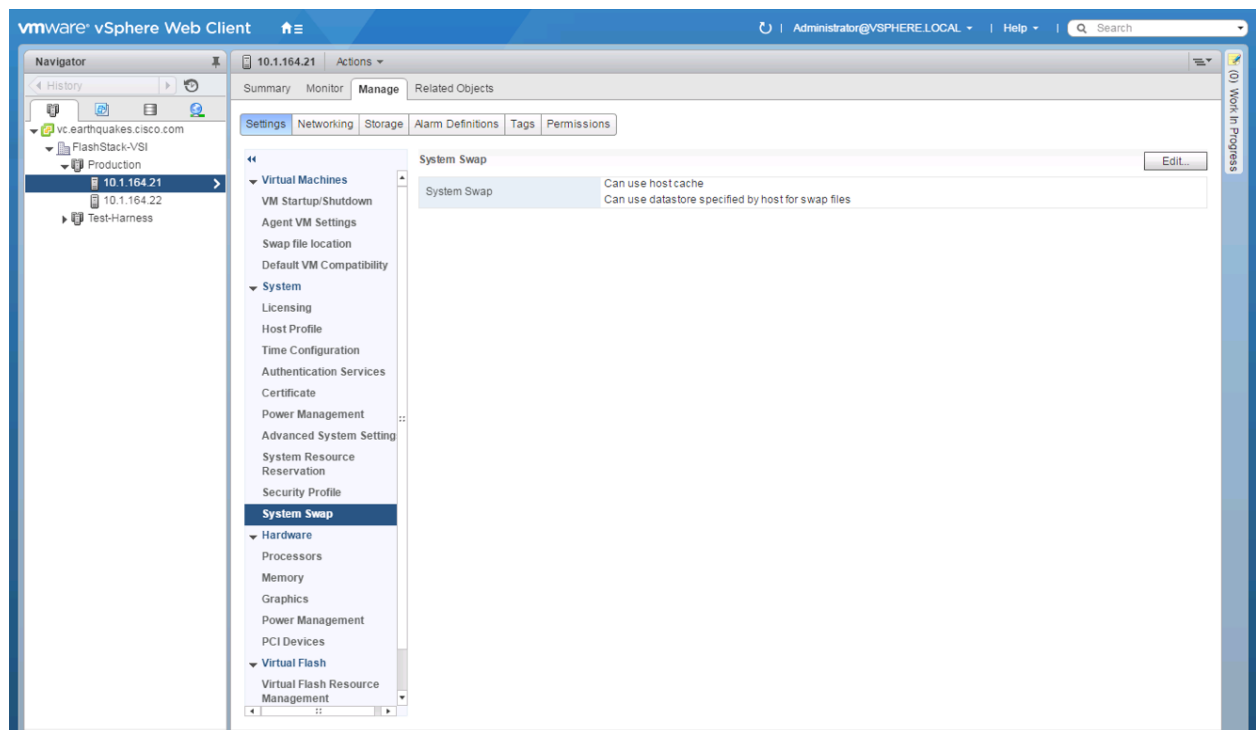 vmware® vSphere Web Client
Administrator@VSPHERE.LOCAL
Help
Search
Navigator
History
vc.earthquakes.cisco.com
FlashStack-VSI
Production
10.1.164.21
10.1.164.22
Test-Harness
10.1.164.21 Actions
Summary Monitor Manage Related Objects
Settings Networking Storage Alarm Definitions Tags Permissions
Virtual Machines
VM Startup/Shutdown
Agent VM Settings
Swap file location
Default VM Compatibility
System
Licensing
Host Profile
Time Configuration
Authentication Services
Certificate
Power Management
Advanced System Setting
System Resource
Reservation
Security Profile
System Swap
Hardware
Processors
Memory
Graphics
Power Management
PCI Devices
Virtual Flash
Virtual Flash Resource
Management
System Swap
Edit...
System Swap
Can use host cache
Can use datastore specified by host for swap files
(0) Work In Progress